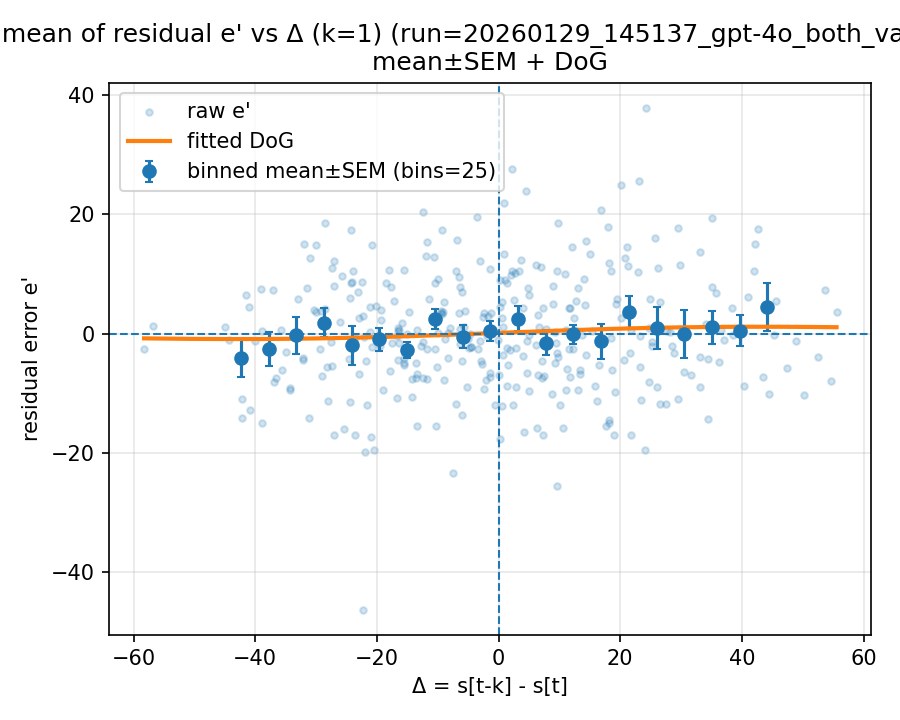 mean of residual e' vs Δ (k=1) (run=20260129_145137_gpt-4o_both_va
mean±SEM + DoG
raw e'
fitted DoG
binned mean±SEM (bins=25)
residual error e'
40
20
0
−20
−40
−60
−40
−20
0
20
40
60
Δ = s[t-k] - s[t]